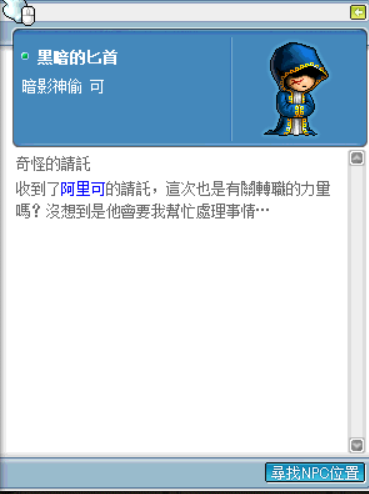 黑暗的匕首
暗影神偷 可
奇怪的請託
收到了阿里可的請託，這次也是有關轉職的力量
嗎？沒想到是他會要我幫忙處理事情…
尋找NPC位置